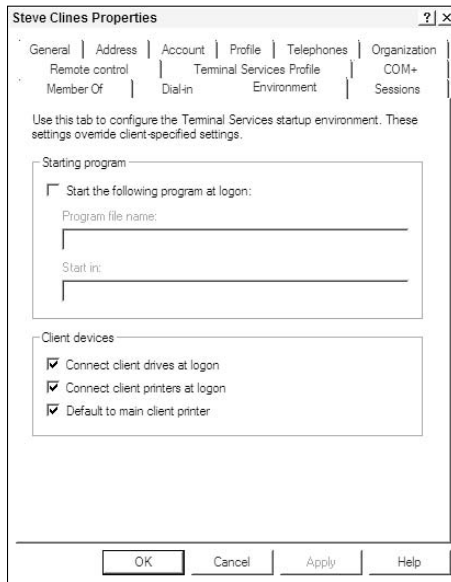 Steve Clines Properties ? ×
General Address Account Profile Telephones Organization
Remote control Terminal Services Profile COM+
Member Of Dial-in Environment Sessions
Use this tab to configure the Terminal Services startup environment. These
settings override client-specified settings.
Starting program
Start the following program at logon:
Program file name:
Start in:
Client devices
Connect client drives at logon
Connect client printers at logon
Default to main client printer
OK Cancel Apply Help